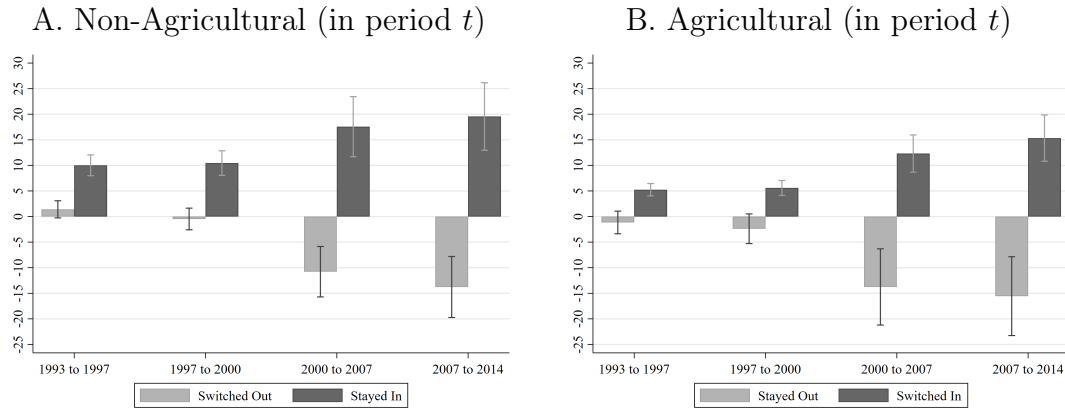 A. Non-Agricultural (in period t)
30
25
20
15
10
5
0
-5
-10
-15
-20
-25
1993 to 1997
1997 to 2000
2000 to 2007
2007 to 2014
Switched Out
Stayed In
B. Agricultural (in period t)
30
25
20
15
10
5
0
-5
-10
-15
-20
-25
1993 to 1997
1997 to 2000
2000 to 2007
2007 to 2014
Stayed Out
Switched In